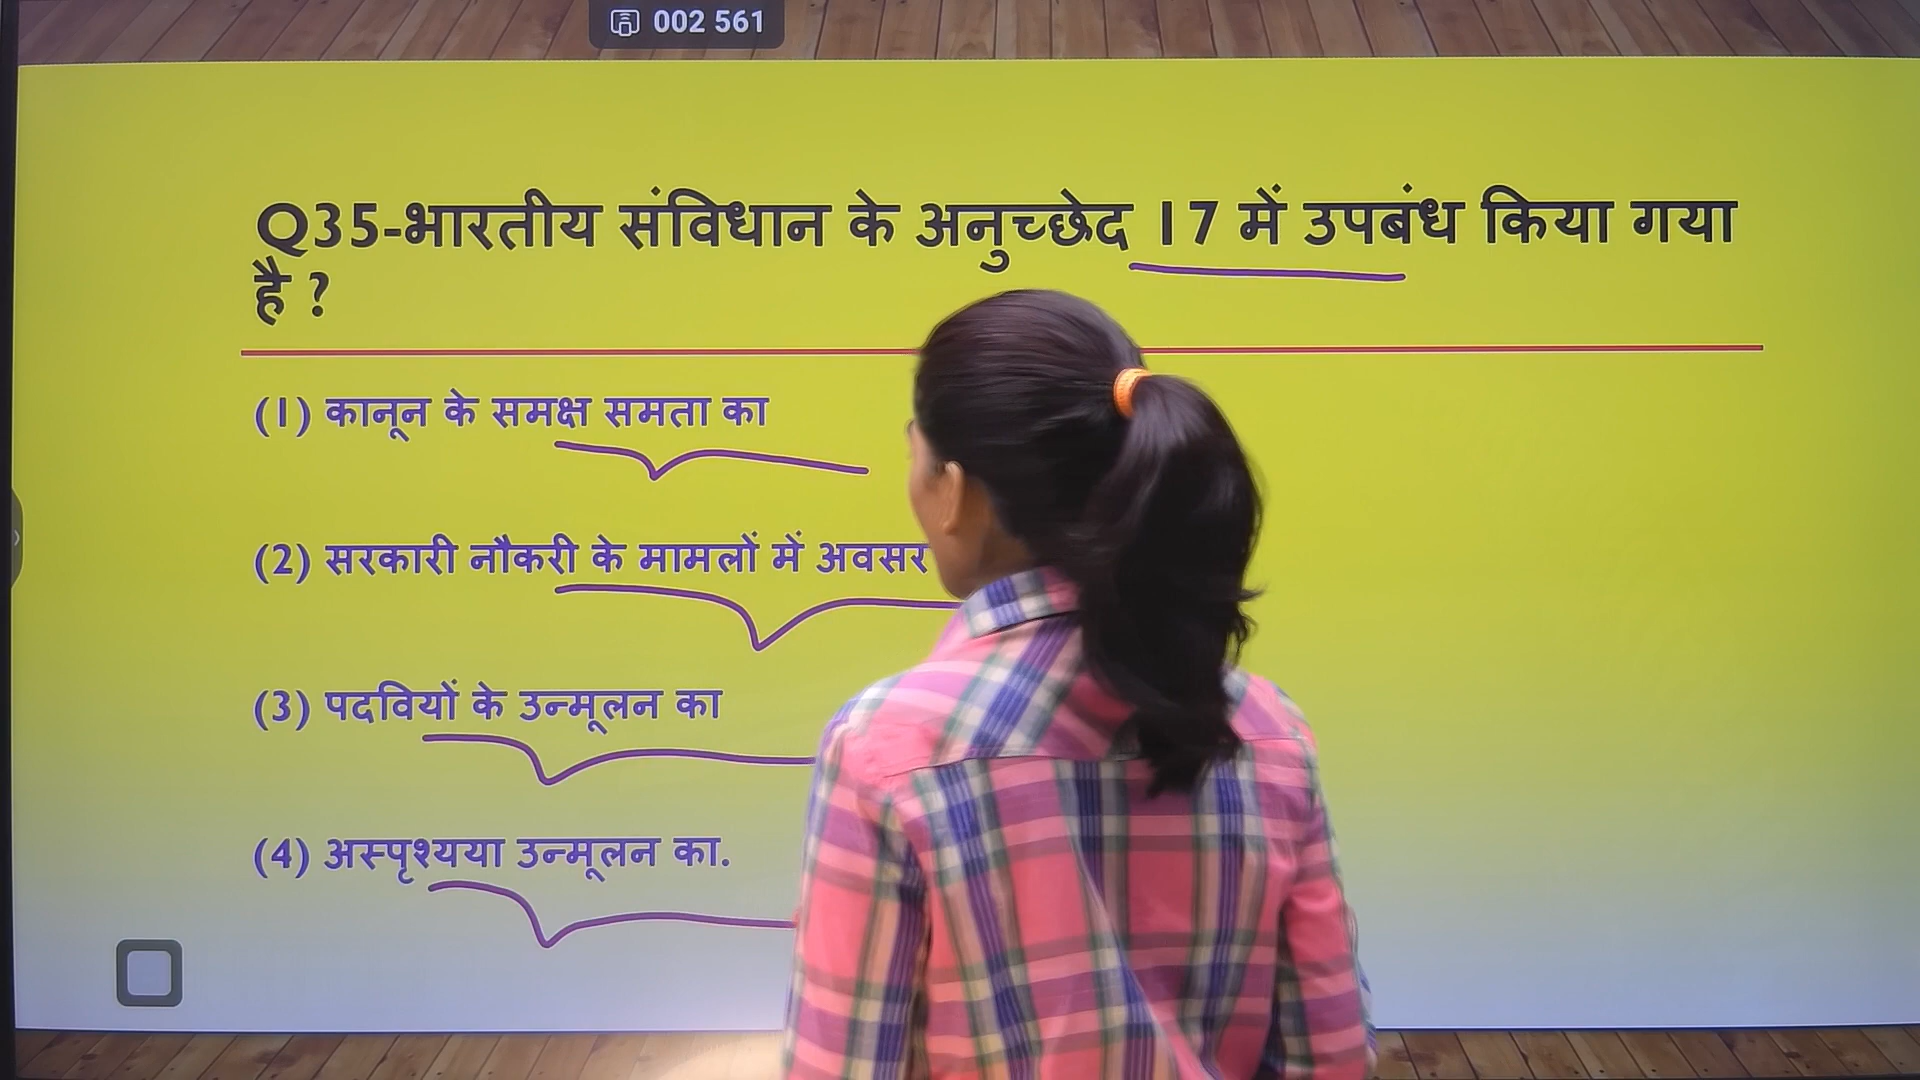 002 561
Q35-भारतीय संविधान के अनुच्छेद 17 में उपबंध किया गया
है ?
(1) कानून के समक्ष समता का
(2) सरकारी नौकरी के मामलों में अवसर
(3) पदवियों के उन्मूलन का
(4) अस्पृश्यया उन्मूलन का.